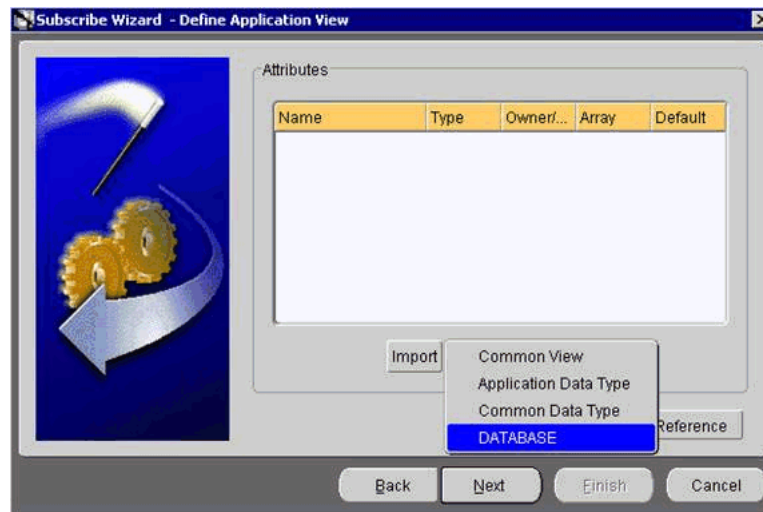 Subscribe Wizard - Define Application View
Attributes
Name Type Owner/... Array Default
Import
Common View
Application Data Type
Common Data Type
DATABASE
Reference
Back Next Finish Cancel